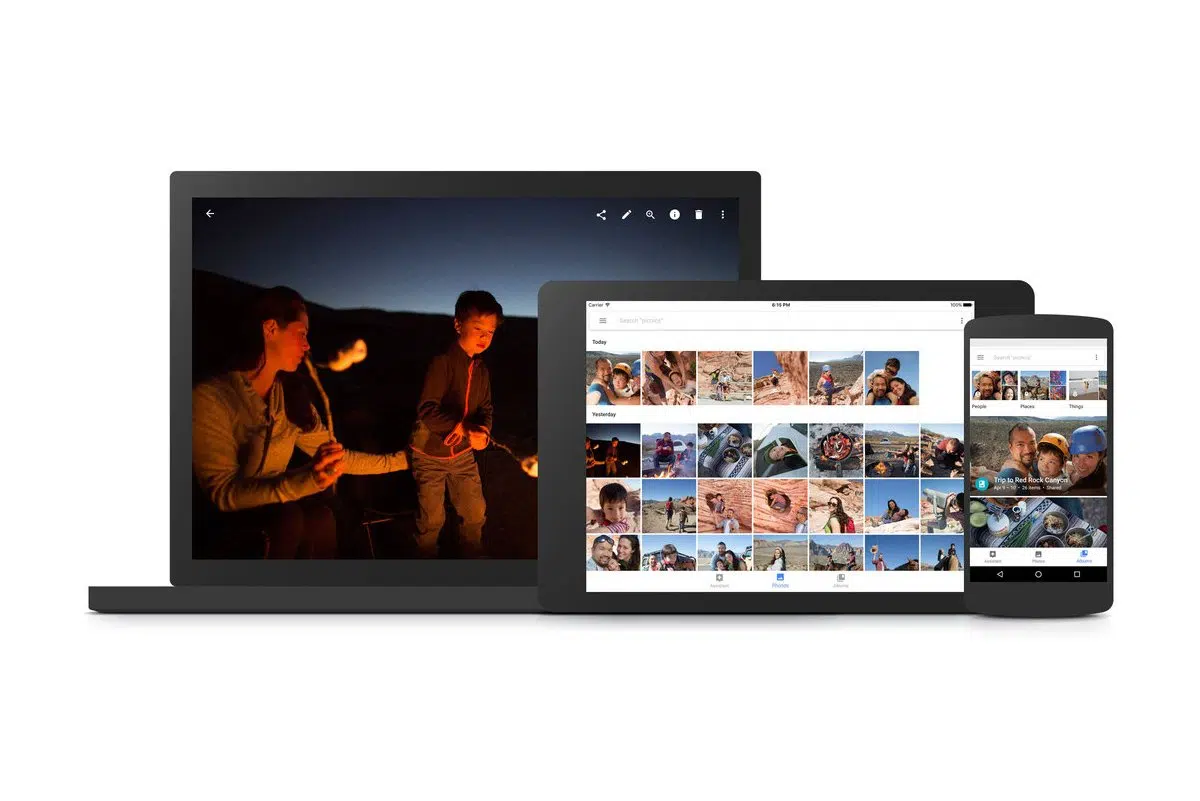 Carrier
6:15 PM
100%
Search "picnics"
Today
Yesterday
Assistant
Photos
Albums
Search "picnics"
People
Places
Things
Trip to Red Rock Canyon
Apr 9 – 10 • 26 items • Shared
Assistant
Photos
Albums